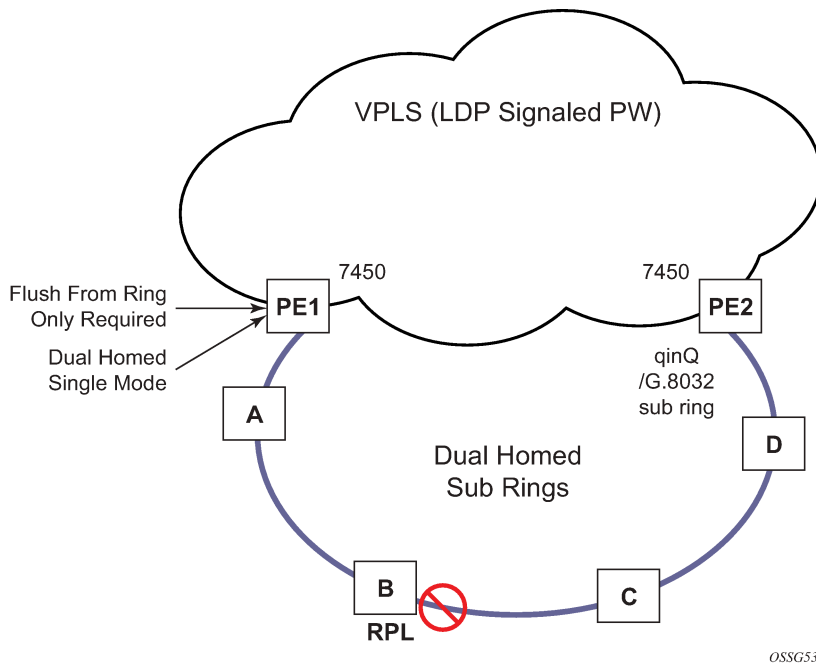 VPLS (LDP Signaled PW)
7450
7450
Flush From Ring
Only Required
PE1
PE2
Dual Homed
Single Mode
qinQ
/G.8032
sub ring
A
D
Dual Homed
Sub Rings
B
C
RPL
OSSG53